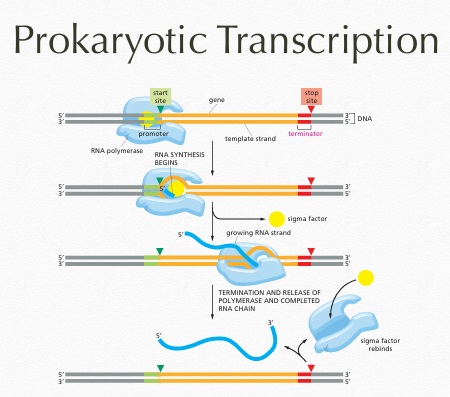 Prokaryotic Transcription
start
site
stop
site
gene
5′
3′
3′
5′
DNA
promoter
terminator
template strand
RNA polymerase
RNA SYNTHESIS
BEGINS
5′
5′
3′
3′
5′
sigma factor
5′
growing RNA strand
5′
3′
3′
5′
TERMINATION AND RELEASE OF
POLYMERASE AND COMPLETED
RNA CHAIN
3′
5′
sigma factor
rebinds
5′
3′
3′
5′